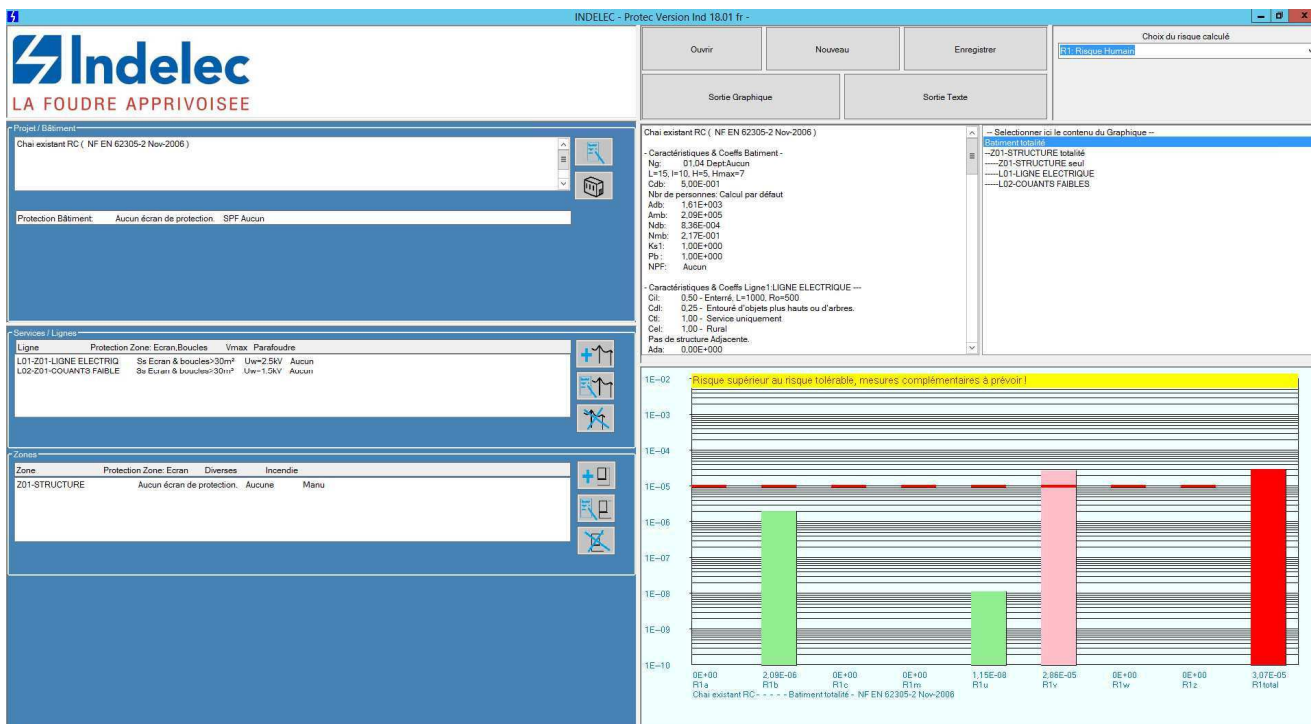 INDELEC - Protec Version Ind 18.01 fr -
Indelec
LA FOUDRE APPRIVOISEE
Ouvrir
Nouveau
Enregistrer
Sortie Graphique
Sortie Texte
Choix du risque calculé
R1: Risque Humain
Projet / Bâtiment
Chai existant RC ( NF EN 62305-2 Nov-2006 )
Protection Bâtiment: Aucun écran de protection. SPF Aucun
Services / Lignes
Ligne Protection Zone: Ecran,Boucles Vmax Parafoudre
L01-Z01-LIGNE ELECTRIQ Ss Ecran & boucles>30m² Uw=2.5kV Aucun
L02-Z01-COUANTS FAIBLE Ss Ecran & boucles>30m² Uw=1.5kV Aucun
Zones
Zone Protection Zone: Ecran Diverses Incendie
Z01-STRUCTURE Aucun écran de protection. Aucune Manu
Chai existant RC ( NF EN 62305-2 Nov-2006 )
- Caractéristiques & Coeffs Batiment -
Ng: 01,04 Dept:Aucun
L=15, l=10, H=5, Hmax=7
Cdb: 5,00E-001
Nbr de personnes: Calcul par défaut
Adb: 1,61E+003
Amb: 2,09E+005
Ndb: 8,36E-004
Nmb: 2,17E-001
Ks1: 1,00E+000
Pb : 1,00E+000
NPF: Aucun
- Caractéristiques & Coeffs Ligne1:LIGNE ELECTRIQUE ---
Cil: 0,50 - Enterré, L=1000, Ro=500
Cdl: 0,25 - Entouré d'objets plus hauts ou d'arbres.
Ctl: 1,00 - Service uniquement
Cel: 1,00 - Rural
Pas de structure Adjacente.
Ada: 0,00E+000
-- Selectionner ici le contenu du Graphique --
Batiment totalité
--Z01-STRUCTURE totalité
----Z01-STRUCTURE seul
----L01-LIGNE ELECTRIQUE
----L02-COUANTS FAIBLES
Risque supérieur au risque tolérable, mesures complémentaires à prévoir !
1E-02
1E-03
1E-04
1E-05
1E-06
1E-07
1E-08
1E-09
1E-10
0E+00 2,09E-06 0E+00 0E+00 1,15E-08 2,86E-05 0E+00 0E+00 3,07E-05
R1a R1b R1c R1m R1u R1v R1w R1z R1total
Chai existant RC - - - - - Batiment totalité - NF EN 62305-2 Nov-2006